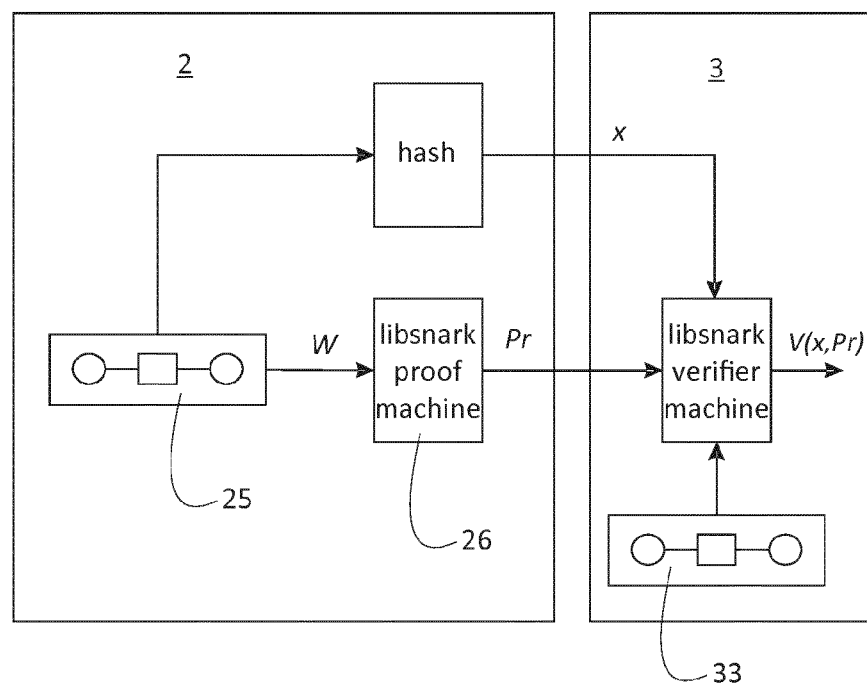 2
3
hash
x
W
libsnark
proof
machine
Pr
libsnark
verifier
machine
V(x,Pr)
25
26
33